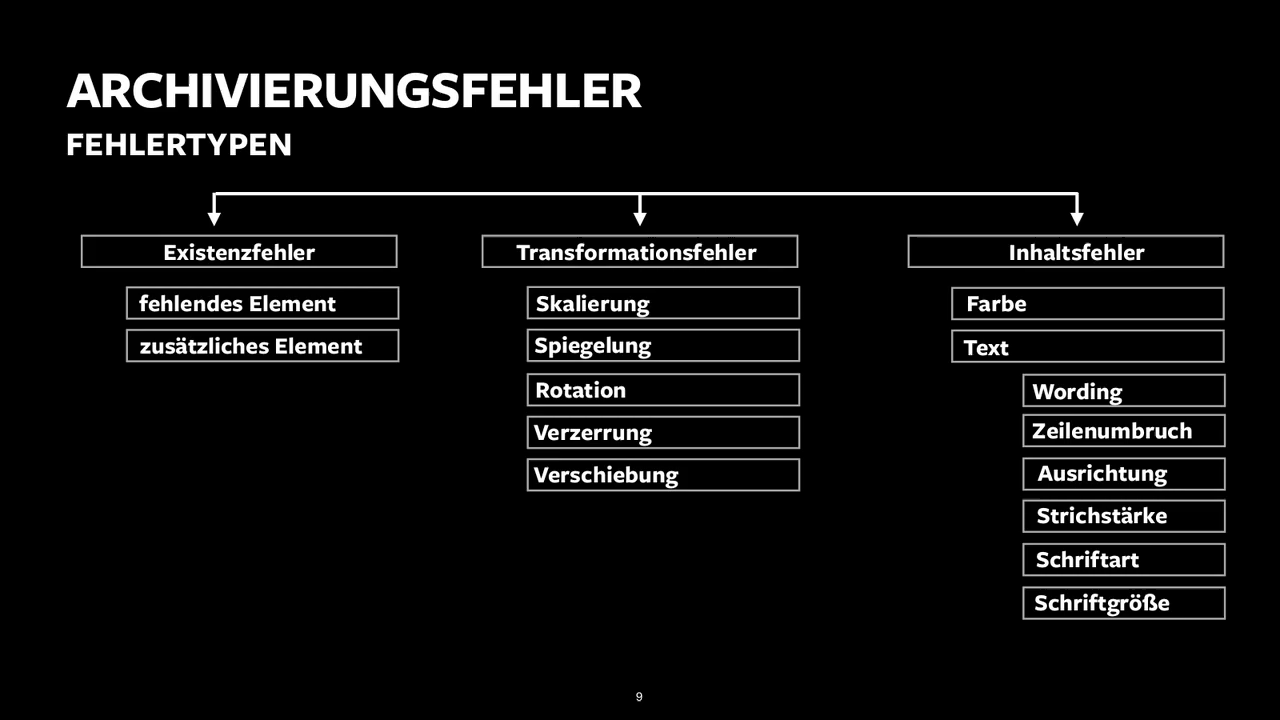 ARCHIVIERUNGSFEHLER
FEHLERTYPEN
Existenzfehler
fehlendes Element
zusätzliches Element
Transformationsfehler
Skalierung
Spiegelung
Rotation
Verzerrung
Verschiebung
Inhaltsfehler
Farbe
Text
Wording
Zeilenumbruch
Ausrichtung
Strichstärke
Schriftart
Schriftgröße
9